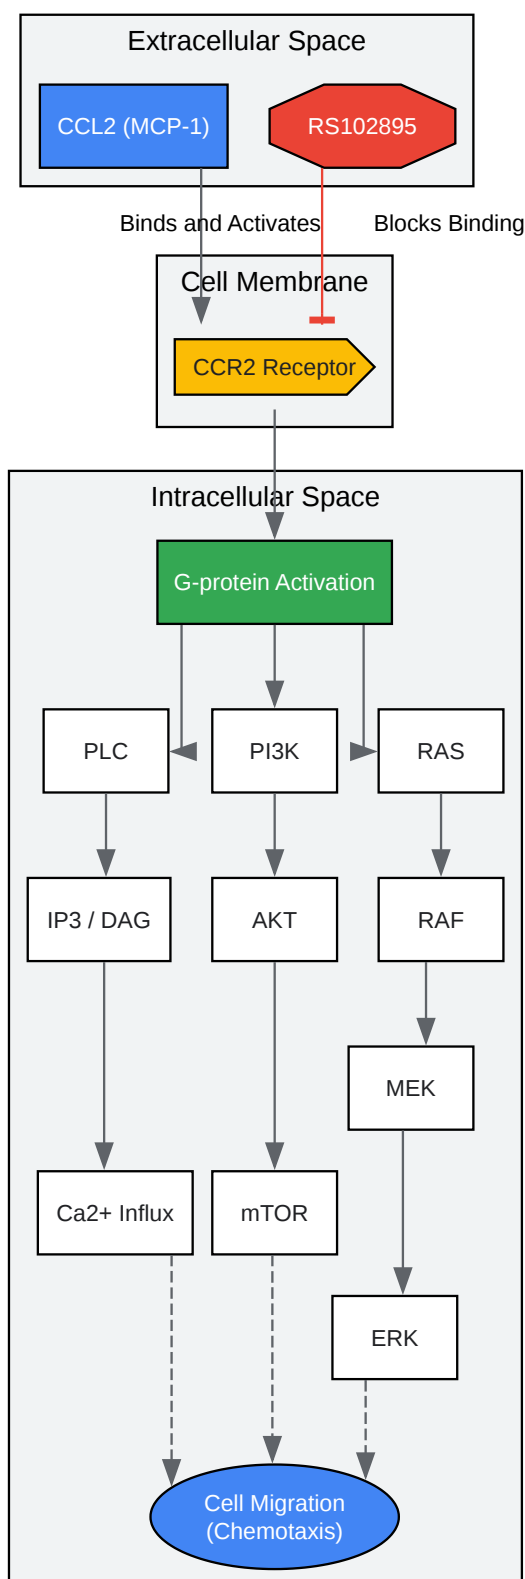 Extracellular Space
CCL2 (MCP-1)
RS102895
Binds and Activates
Blocks Binding
Cell Membrane
CCR2 Receptor
Intracellular Space
G-protein Activation
PLC
PI3K
RAS
IP3 / DAG
AKT
RAF
MEK
Ca2+ Influx
mTOR
ERK
Cell Migration
(Chemotaxis)